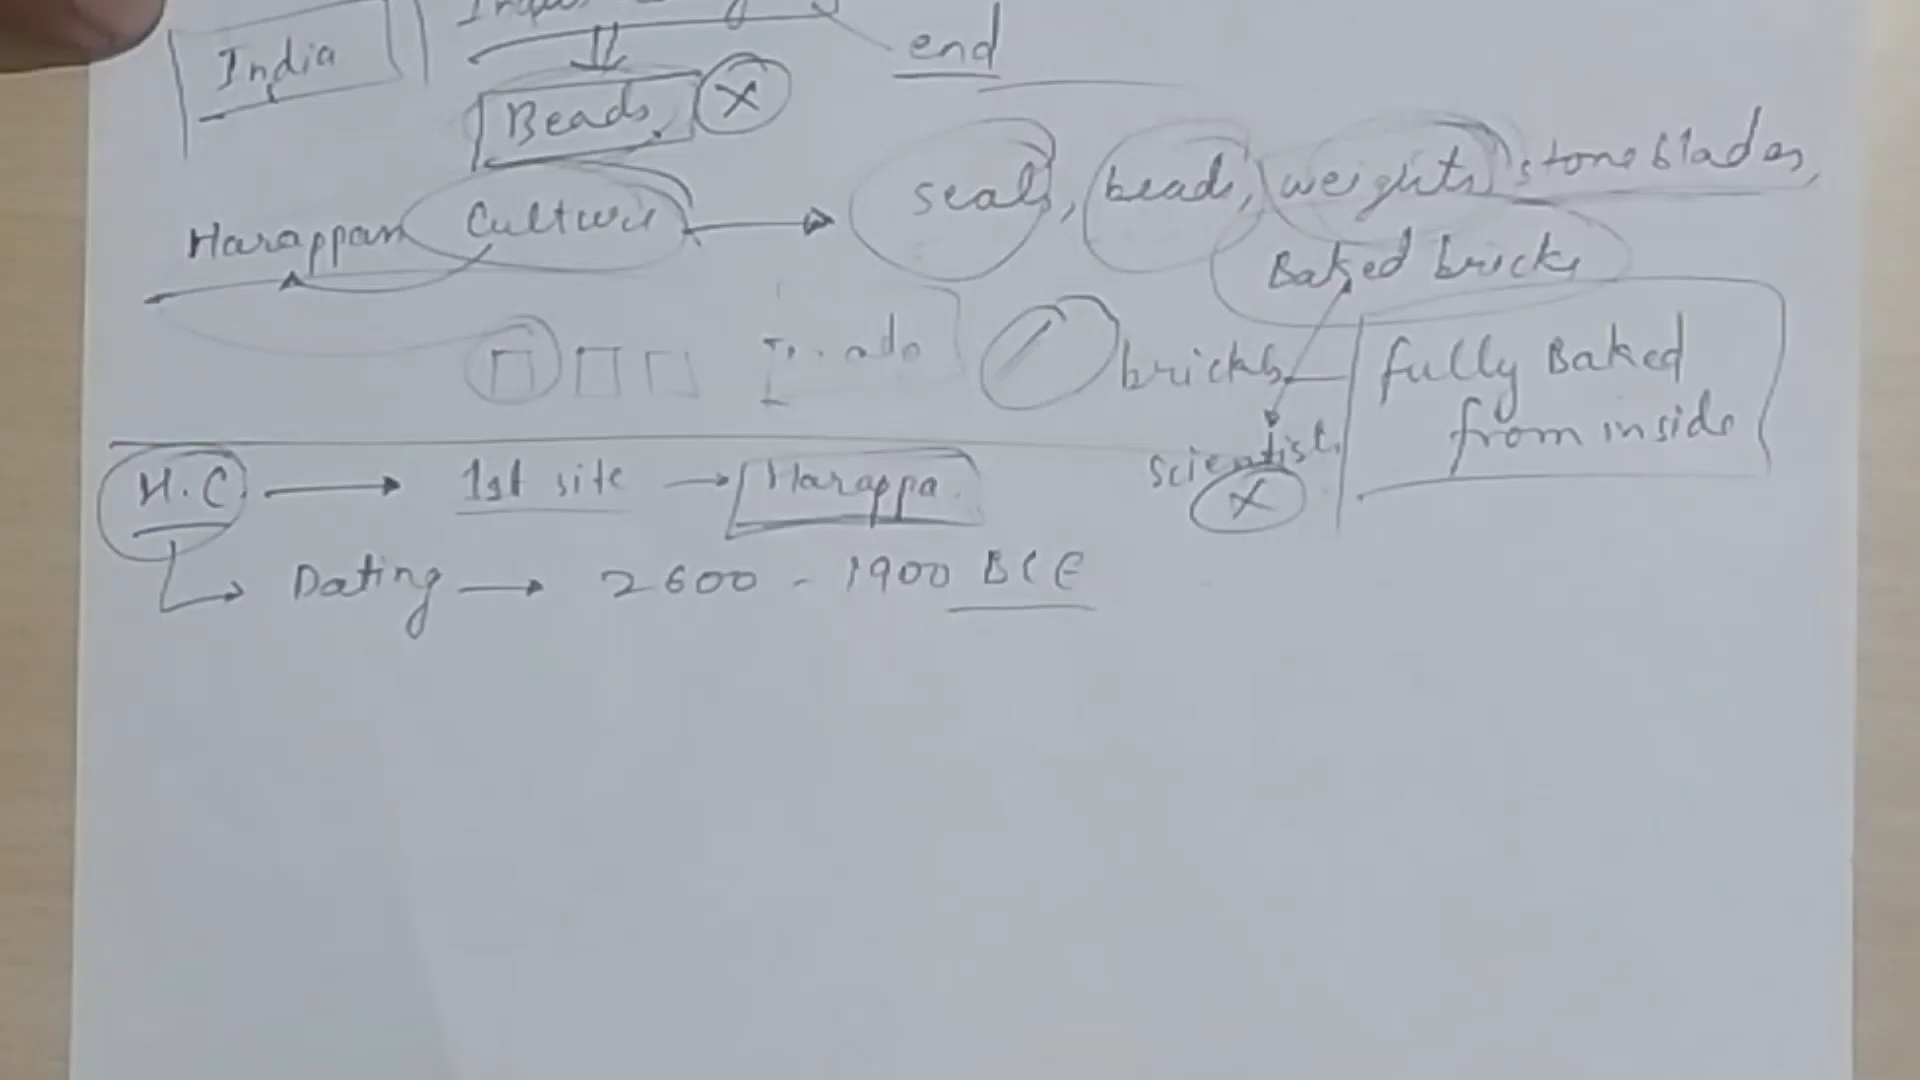 India
end
Beads
Harappan Culture → seals, beads, weights, stone blades,
Baked bricks
bricks — fully Baked
from inside
scientist
H.C → 1st site → Harappa.
Dating → 2600 - 1900 BCE